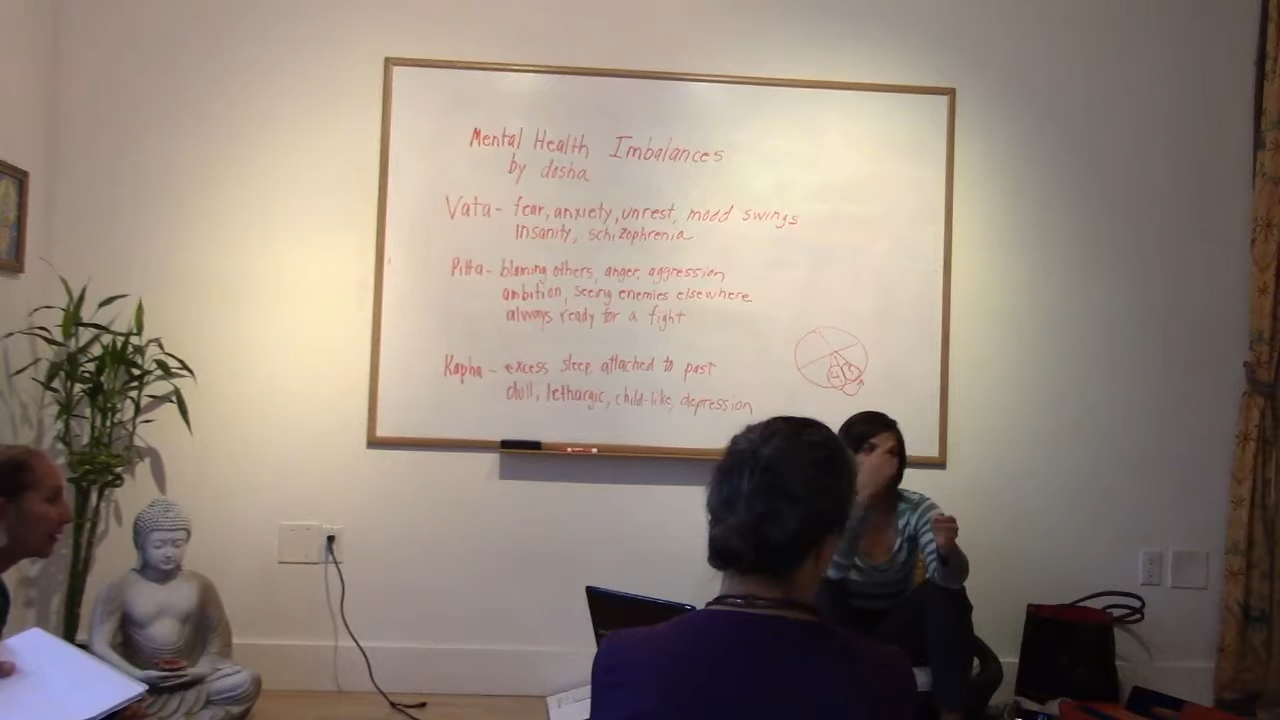 Mental Health Imbalances
by dosha
Vata - fear, anxiety, unrest, mood swings
Insanity, schizophrenia
Pitta - blaming others, anger, aggression
ambition, seeing enemies elsewhere
always ready for a fight
Kapha - excess sleep, attached to past
dull, lethargic, child-like, depression